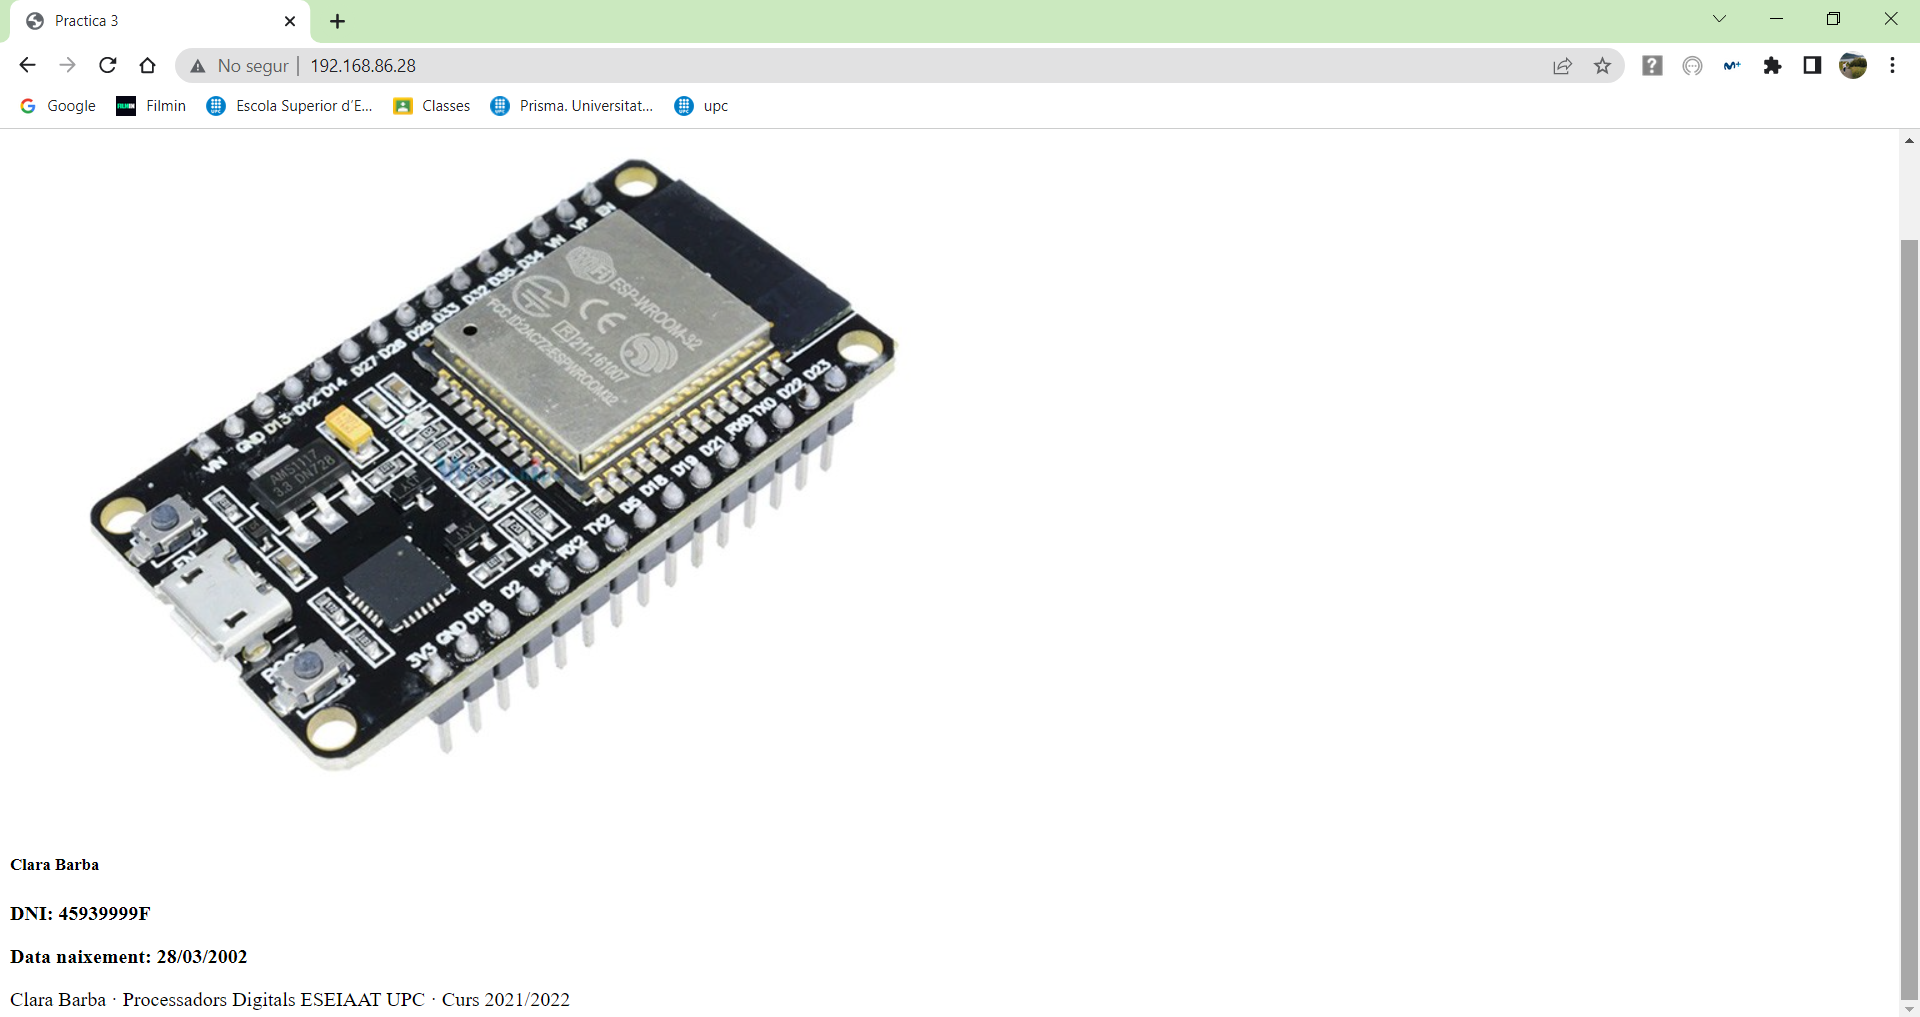 Practica 3
No segur | 192.168.86.28
Google Filmin Escola Superior d'E... Classes Prisma. Universitat... upc
EN
VP
VN
D34
D35
D32
D33
D25
D26
D27
D14
D12
D13
GND
VIN
WiFi ESP-WROOM-32
CE
R 211-161007
FCC ID:2AC7Z-ESPWROOM32
AMS1117
3.3 DN728
EN
BOOT
3V3
GND
D15
D2
D4
RX2
TX2
D5
D18
D19
D21
RX0
TX0
D22
D23
Clara Barba
DNI: 45939999F
Data naixement: 28/03/2002
Clara Barba · Processadors Digitals ESEIAAT UPC · Curs 2021/2022